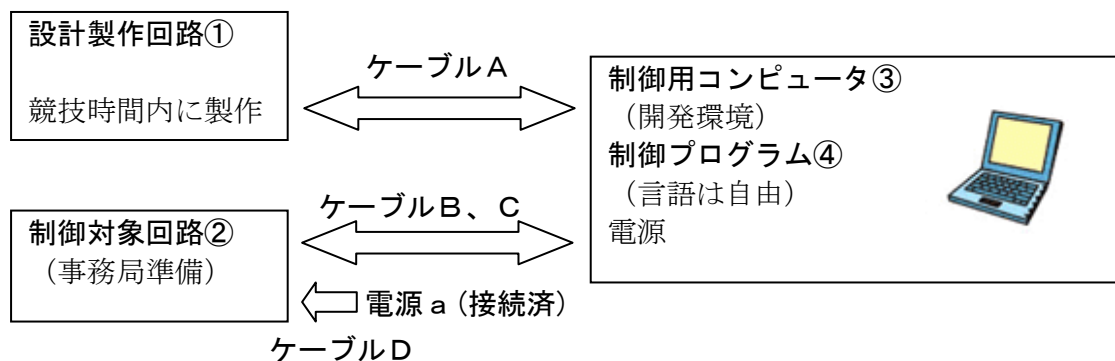 設計製作回路①
競技時間内に製作
ケーブルA
制御用コンピュータ③
（開発環境）
制御プログラム④
（言語は自由）
電源
制御対象回路②
（事務局準備）
ケーブルB、C
電源a（接続済）
ケーブルD